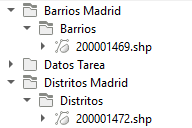 Barrios Madrid
Barrios
200001469.shp
Datos Tarea
Distritos Madrid
Distritos
200001472.shp